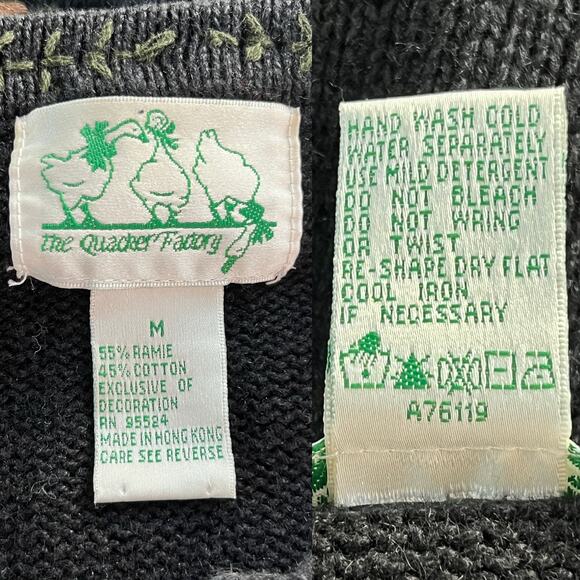 The Quacker Factory
M
55% RAMIE
45% COTTON
EXCLUSIVE OF
DECORATION
RN 95524
MADE IN HONG KONG
CARE SEE REVERSE
HAND WASH COLD
WATER SEPARATELY
USE MILD DETERGENT
DO NOT BLEACH
DO NOT WRING
OR TWIST
RE-SHAPE DRY FLAT
COOL IRON
IF NECESSARY
A76119